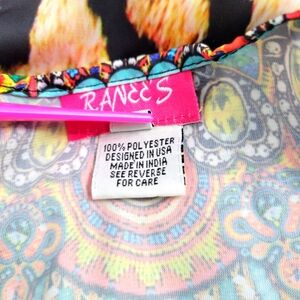 RANEE'S
100% POLYESTER
DESIGNED IN USA
MADE IN INDIA
SEE REVERSE
FOR CARE